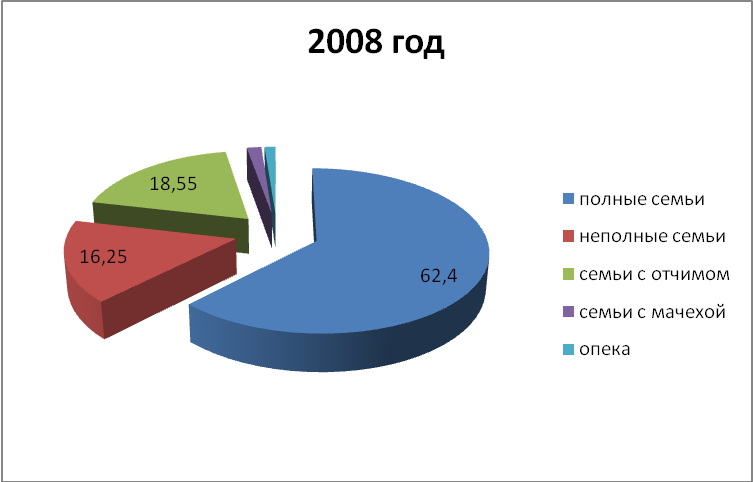 2008 год
18,55
16,25
62,4
полные семьи
неполные семьи
семьи с отчимом
семьи с мачехой
опека